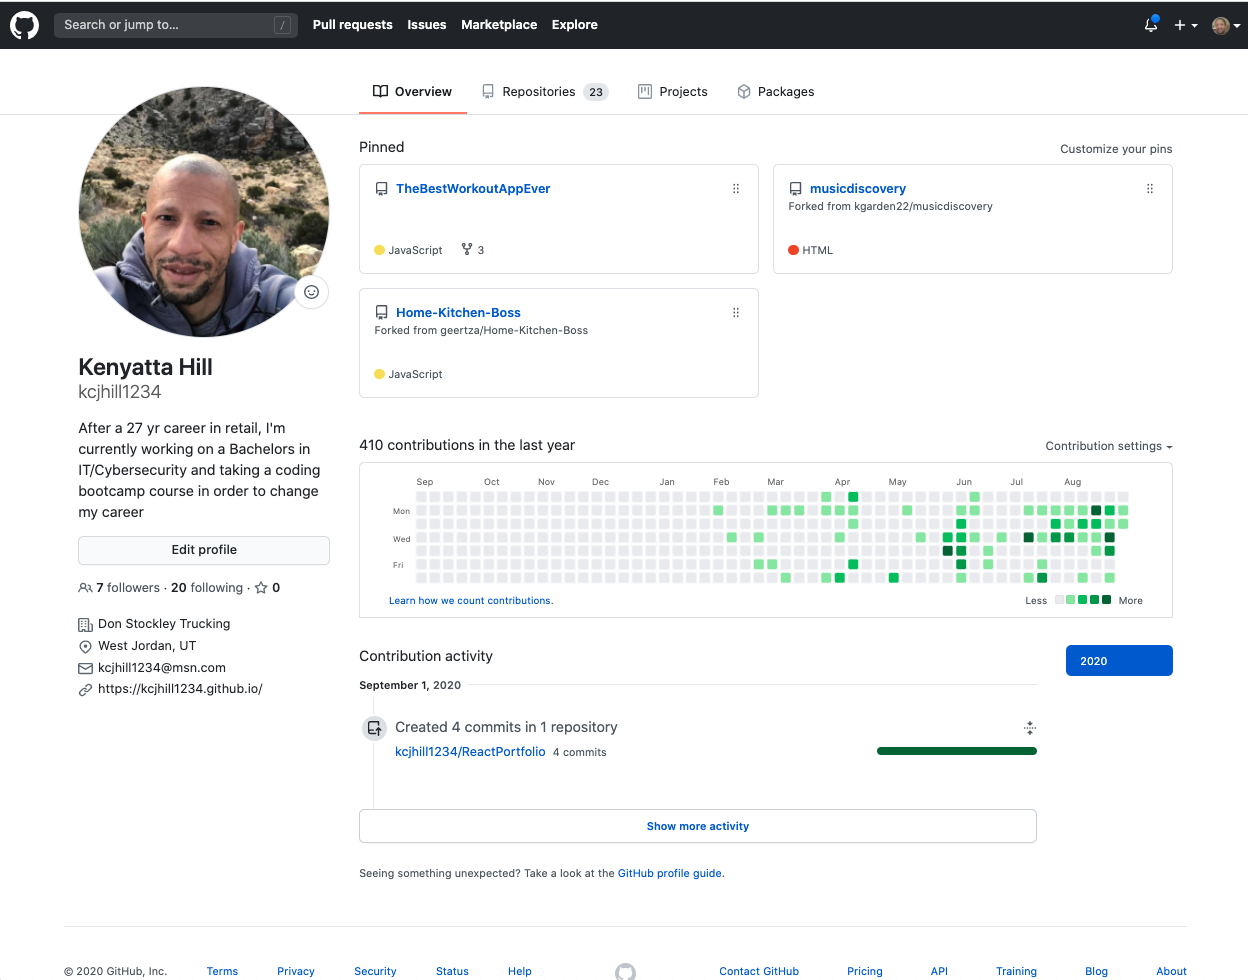 Search or jump to... /
Pull requests Issues Marketplace Explore
Overview Repositories 23 Projects Packages
Pinned
Customize your pins
TheBestWorkoutAppEver
JavaScript 3
musicdiscovery
Forked from kgarden22/musicdiscovery
HTML
Home-Kitchen-Boss
Forked from geertza/Home-Kitchen-Boss
JavaScript
Kenyatta Hill
kcjhill1234
After a 27 yr career in retail, I'm
currently working on a Bachelors in
IT/Cybersecurity and taking a coding
bootcamp course in order to change
my career
Edit profile
7 followers · 20 following · 0
Don Stockley Trucking
West Jordan, UT
kcjhill1234@msn.com
https://kcjhill1234.github.io/
410 contributions in the last year
Contribution settings
Sep Oct Nov Dec Jan Feb Mar Apr May Jun Jul Aug
Mon
Wed
Fri
Learn how we count contributions.
Less More
Contribution activity
2020
September 1, 2020
Created 4 commits in 1 repository
kcjhill1234/ReactPortfolio 4 commits
Show more activity
Seeing something unexpected? Take a look at the GitHub profile guide.
© 2020 GitHub, Inc. Terms Privacy Security Status Help Contact GitHub Pricing API Training Blog About